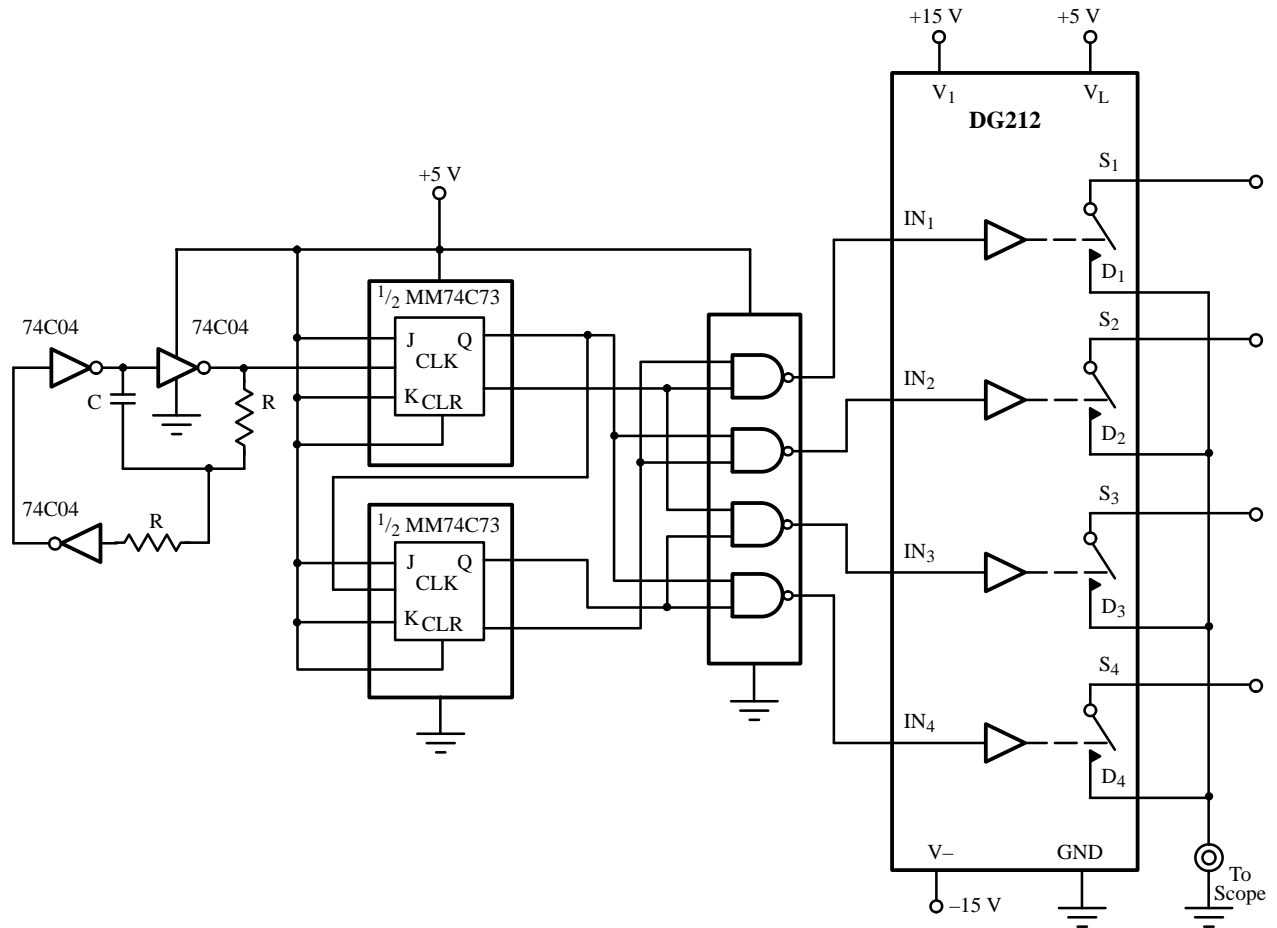 +15 V
+5 V
V1
VL
DG212
S1
+5 V
IN1
D1
1/2 MM74C73
74C04
74C04
J
Q
CLK
K
CLR
C
R
S2
IN2
D2
74C04
R
1/2 MM74C73
J
Q
CLK
K
CLR
S3
IN3
D3
S4
IN4
D4
V–
GND
–15 V
To
Scope